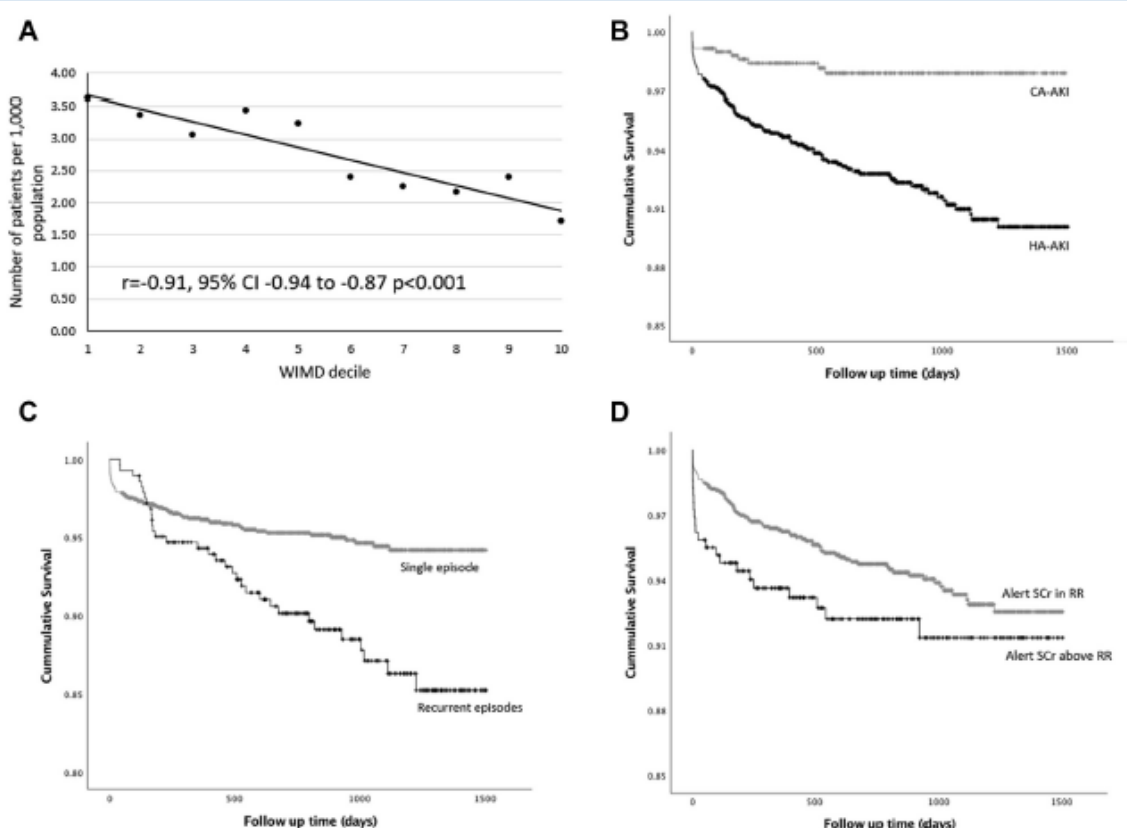 A
Number of patients per 1,000
population
4.00
3.50
3.00
2.50
2.00
1.50
1.00
0.50
0.00
r=-0.91, 95% CI -0.94 to -0.87 p<0.001
1 2 3 4 5 6 7 8 9 10
WIMD decile
B
Cummulative Survival
1.00
0.97
0.94
0.91
0.88
0.85
CA-AKI
HA-AKI
0 500 1000 1500
Follow up time (days)
C
Cummulative Survival
1.00
0.95
0.90
0.85
0.80
Single episode
Recurrent episodes
0 500 1000 1500
Follow up time (days)
D
Cummulative Survival
1.00
0.97
0.94
0.91
0.88
0.85
Alert SCr in RR
Alert SCr above RR
0 500 1000 1500
Follow up time (days)